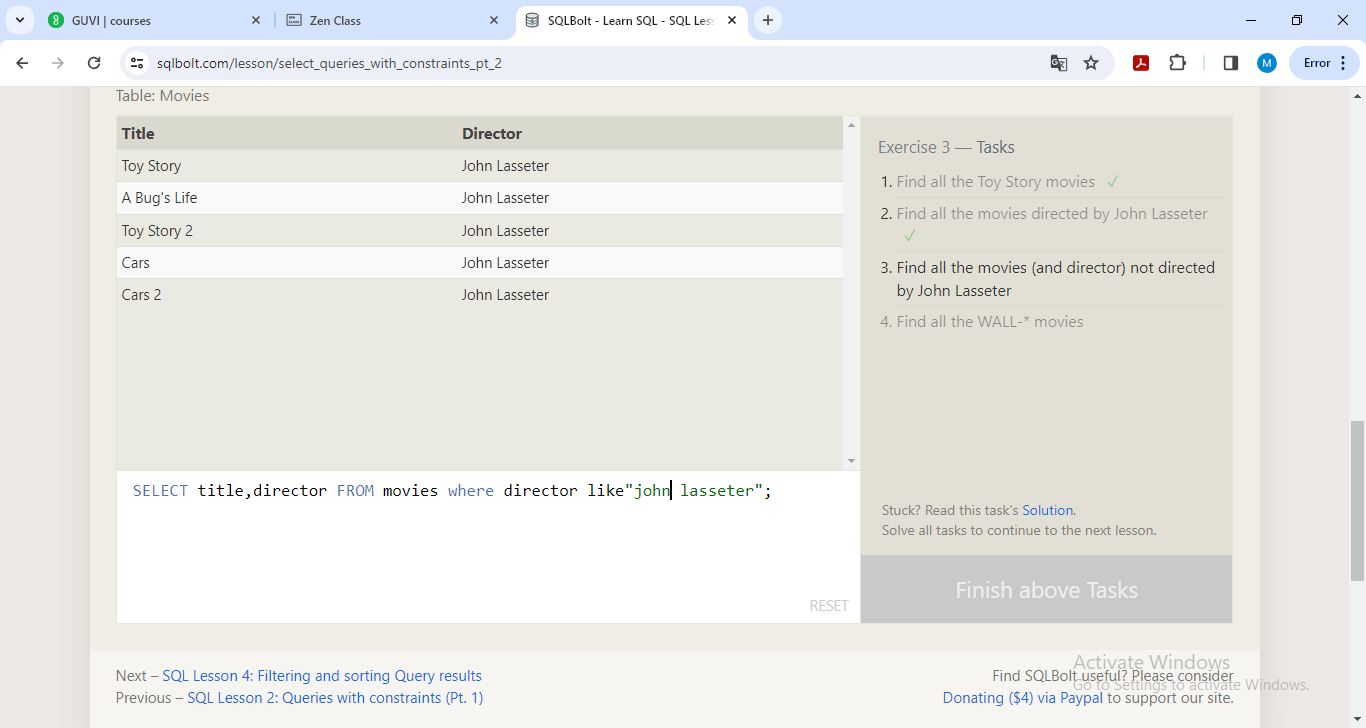 GUVI | courses
Zen Class
SQLBolt - Learn SQL - SQL Les
sqlbolt.com/lesson/select_queries_with_constraints_pt_2
M
Error
Table: Movies
Title Director
Toy Story John Lasseter
A Bug's Life John Lasseter
Toy Story 2 John Lasseter
Cars John Lasseter
Cars 2 John Lasseter
Exercise 3 — Tasks
1. Find all the Toy Story movies ✓
2. Find all the movies directed by John Lasseter
✓
3. Find all the movies (and director) not directed
by John Lasseter
4. Find all the WALL-* movies
SELECT title,director FROM movies where director like"john lasseter";
RESET
Stuck? Read this task's Solution.
Solve all tasks to continue to the next lesson.
Finish above Tasks
Next – SQL Lesson 4: Filtering and sorting Query results
Previous – SQL Lesson 2: Queries with constraints (Pt. 1)
Find SQLBolt useful? Please consider
Donating ($4) via Paypal to support our site.
Activate Windows
Go to Settings to activate Windows.